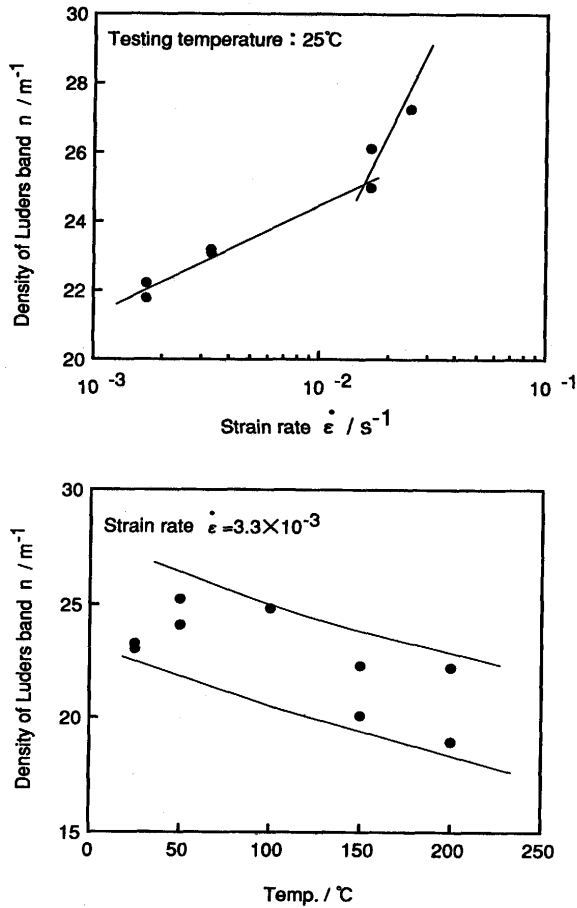 Testing temperature : 25℃
Density of Luders band n / m⁻¹
30
28
26
24
22
20
10⁻³ 10⁻² 10⁻¹
Strain rate ε̇ / s⁻¹
Strain rate ε̇ =3.3×10⁻³
Density of Luders band n / m⁻¹
30
25
20
15
0 50 100 150 200 250
Temp. / ℃